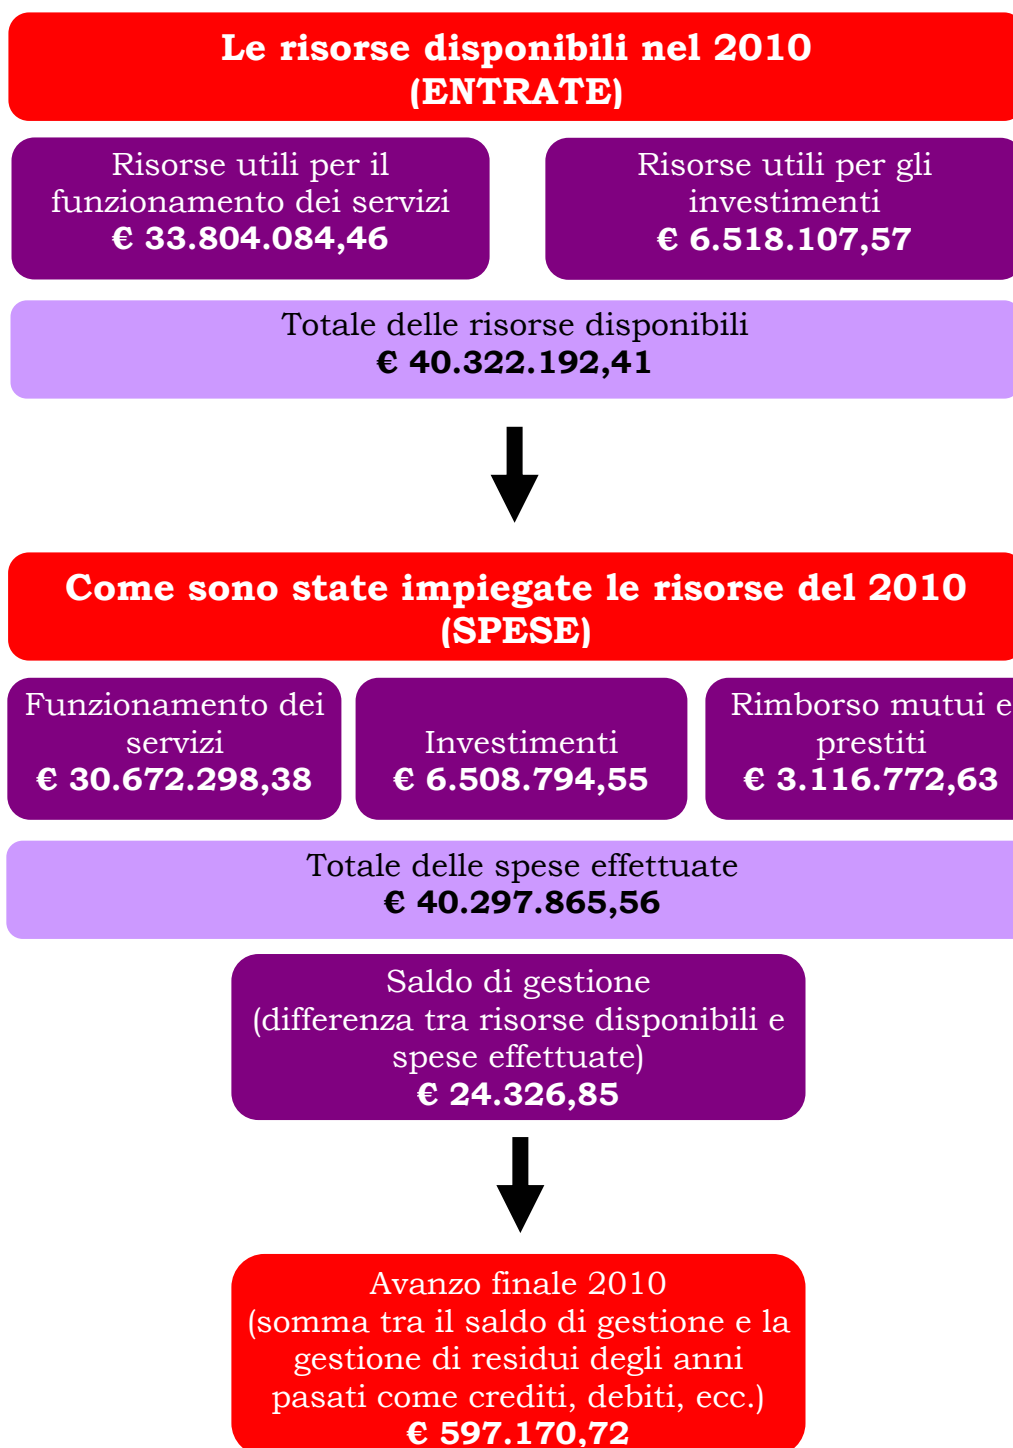 Le risorse disponibili nel 2010
(ENTRATE)
Risorse utili per il
funzionamento dei servizi
€ 33.804.084,46
Risorse utili per gli
investimenti
€ 6.518.107,57
Totale delle risorse disponibili
€ 40.322.192,41
Come sono state impiegate le risorse del 2010
(SPESE)
Funzionamento dei
servizi
€ 30.672.298,38
Investimenti
€ 6.508.794,55
Rimborso mutui e
prestiti
€ 3.116.772,63
Totale delle spese effettuate
€ 40.297.865,56
Saldo di gestione
(differenza tra risorse disponibili e
spese effettuate)
€ 24.326,85
Avanzo finale 2010
(somma tra il saldo di gestione e la
gestione di residui degli anni
pasati come crediti, debiti, ecc.)
€ 597.170,72